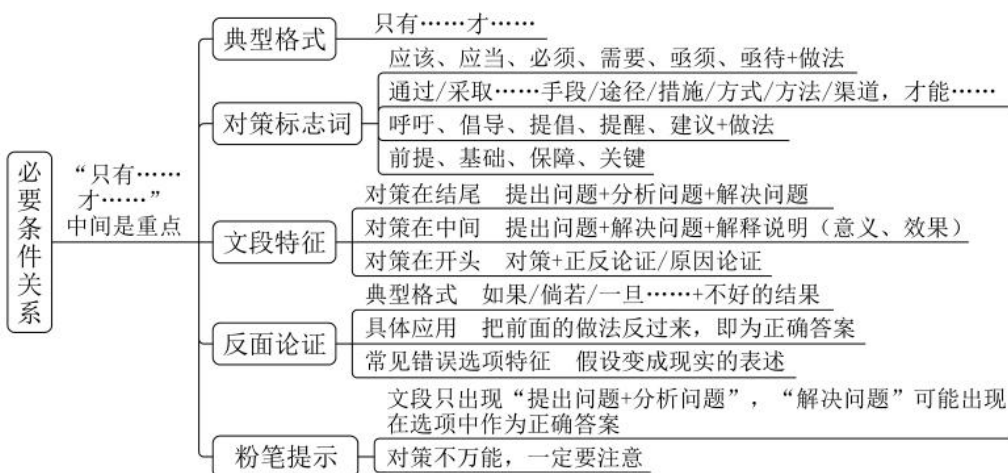 必要条件关系
“只有……
才……”
中间是重点
典型格式
只有……才……
对策标志词
应该、应当、必须、需要、亟须、亟待+做法
通过/采取……手段/途径/措施/方式/方法/渠道，才能……
呼吁、倡导、提倡、提醒、建议+做法
前提、基础、保障、关键
文段特征
对策在结尾 提出问题+分析问题+解决问题
对策在中间 提出问题+解决问题+解释说明（意义、效果）
对策在开头 对策+正反论证/原因论证
反面论证
典型格式 如果/倘若/一旦……+不好的结果
具体应用 把前面的做法反过来，即为正确答案
常见错误选项特征 假设变成现实的表述
粉笔提示
文段只出现“提出问题+分析问题”，“解决问题”可能出现
在选项中作为正确答案
对策不万能，一定要注意